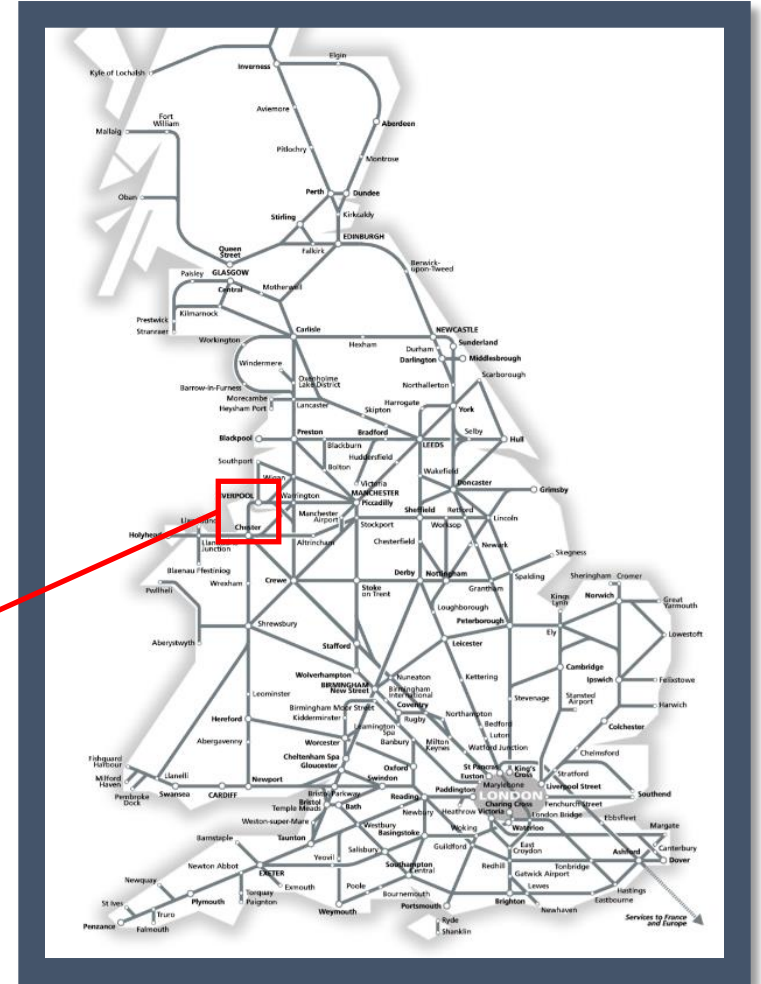 Elgin
Inverness
Kyle of Lochalsh
Aviemore
Fort
William
Aberdeen
Mallaig
Pitlochry
Montrose
Perth
Dundee
Oban
Kirkcaldy
Stirling
EDINBURGH
Queen
Street
Falkirk
Berwick-
upon-Tweed
Paisley
GLASGOW
Central
Motherwell
Prestwick
Kilmarnock
Stranraer
Carlisle
NEWCASTLE
Workington
Hexham
Durham
Sunderland
Darlington
Middlesbrough
Windermere
Scarborough
Oxenholme
Lake District
Barrow-in-Furness
Northallerton
Morecambe
Heysham Port
Lancaster
Harrogate
York
Skipton
Blackpool
Preston
Bradford
LEEDS
Selby
Hull
Blackburn
Huddersfield
Southport
Bolton
Wakefield
Wigan
Victoria
VERPOOL
Warrington
MANCHESTER
Piccadilly
Doncaster
Grimsby
Manchester
Airport
Sheffield
Retford
Lincoln
Stockport
Worksop
Holyhead
Chester
Altrincham
Chesterfield
Llandudno
Junction
Newark
Blaenau Ffestiniog
Skegness
Pwllheli
Wrexham
Crewe
Stoke
on Trent
Derby
Nottingham
Spalding
Sheringham
Cromer
Grantham
Kings
Lynn
Norwich
Great
Yarmouth
Loughborough
Aberystwyth
Shrewsbury
Peterborough
Ely
Lowestoft
Stafford
Leicester
Wolverhampton
Nuneaton
Kettering
Cambridge
BIRMINGHAM
New Street
Birmingham
International
Ipswich
Felixstowe
Leominster
Coventry
Stevenage
Stansted
Airport
Birmingham Moor Street
Kidderminster
Rugby
Northampton
Harwich
Hereford
Leamington
Spa
Bedford
Colchester
Abergavenny
Worcester
Banbury
Milton
Keynes
Luton
Watford Junction
Chelmsford
Cheltenham Spa
Gloucester
Oxford
St Pancras
Euston
King's
Cross
Stratford
Fishguard
Harbour
Milford
Haven
Llanelli
Swindon
Marylebone
Liverpool Street
Pembroke
Dock
Swansea
CARDIFF
Newport
Bristol Parkway
Reading
Paddington
LONDON
Southend
Bristol
Temple Meads
Bath
Newbury
Heathrow
Victoria
Charing Cross
Fenchurch Street
Weston-super-Mare
Westbury
Basingstoke
Woking
Waterloo
London Bridge
Ebbsfleet
Margate
Barnstaple
Taunton
Salisbury
Guildford
East
Croydon
Canterbury
Yeovil
Southampton
Central
Redhill
Tonbridge
Ashford
Dover
Newton Abbot
EXETER
Gatwick Airport
Newquay
Exmouth
Poole
Bournemouth
Lewes
Hastings
St Ives
Plymouth
Torquay
Paignton
Weymouth
Portsmouth
Brighton
Newhaven
Eastbourne
Truro
Penzance
Falmouth
Ryde
Shanklin
Services to France
and Europe